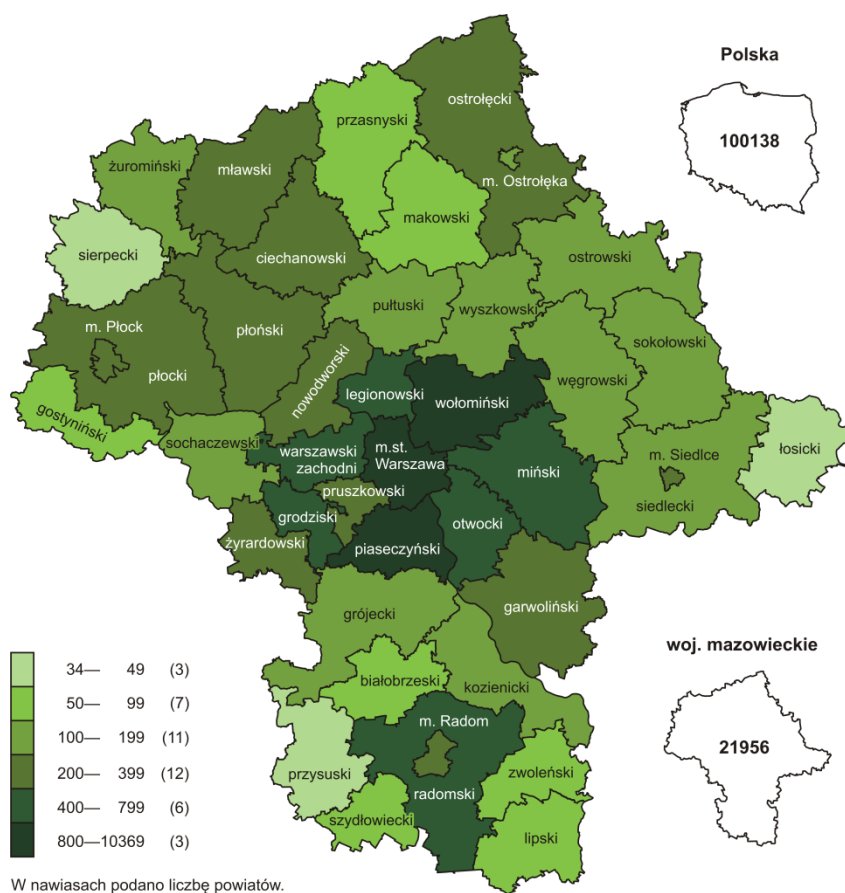 Polska
100138
ostrołęcki
przasnyski
żuromiński
mławski
m. Ostrołęka
makowski
sierpecki
ciechanowski
ostrowski
pułtuski
wyszkowski
m. Płock
płoński
sokołowski
płocki
nowodworski
węgrowski
legionowski
wołomiński
gostyniński
sochaczewski
warszawski
zachodni
m.st.
Warszawa
miński
m. Siedlce
łosicki
siedlecki
pruszkowski
grodziski
otwocki
żyrardowski
piaseczyński
garwoliński
grójecki
woj. mazowieckie
21956
białobrzeski
kozienicki
m. Radom
przysuski
radomski
zwoleński
szydłowiecki
lipski
34— 49 (3)
50— 99 (7)
100— 199 (11)
200— 399 (12)
400— 799 (6)
800—10369 (3)
W nawiasach podano liczbę powiatów.